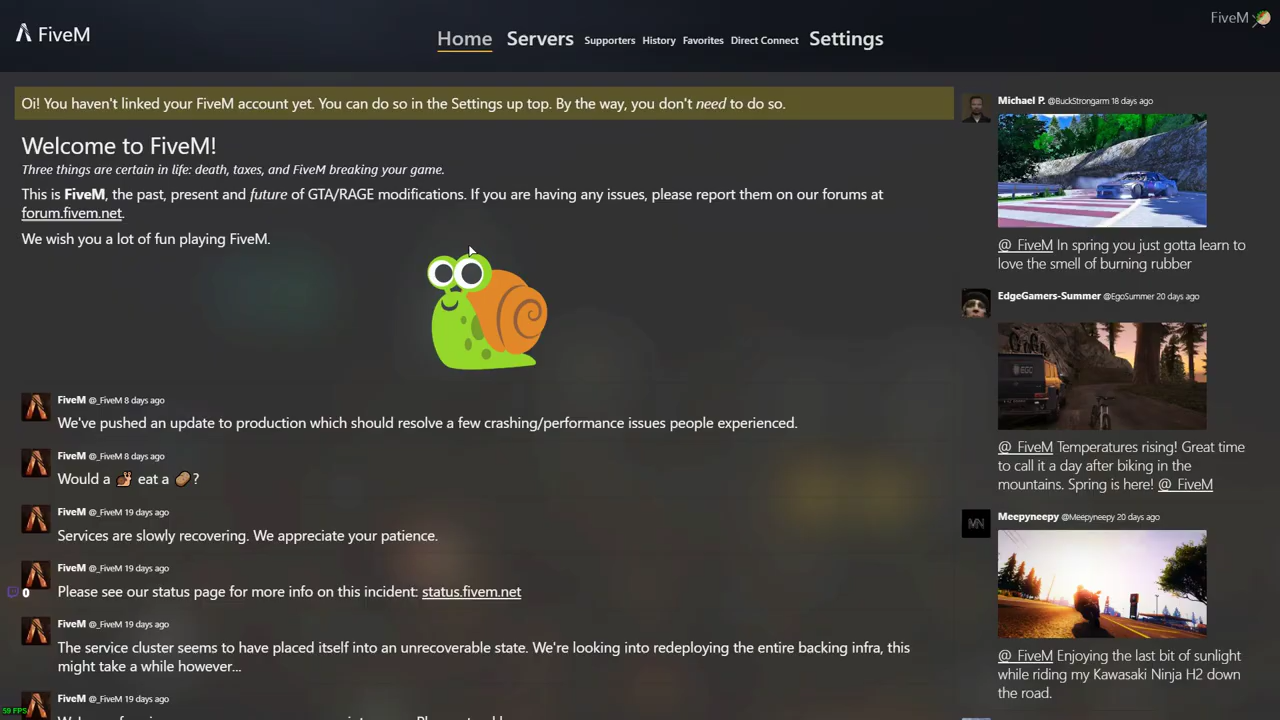 FiveM
Home Servers Supporters History Favorites Direct Connect Settings
FiveM
Oi! You haven't linked your FiveM account yet. You can do so in the Settings up top. By the way, you don't need to do so.
Welcome to FiveM!
Three things are certain in life: death, taxes, and FiveM breaking your game.
This is FiveM, the past, present and future of GTA/RAGE modifications. If you are having any issues, please report them on our forums at
forum.fivem.net.
We wish you a lot of fun playing FiveM.
FiveM @_FiveM 8 days ago
We've pushed an update to production which should resolve a few crashing/performance issues people experienced.
FiveM @_FiveM 8 days ago
Would a 🐌 eat a 🥔?
FiveM @_FiveM 19 days ago
Services are slowly recovering. We appreciate your patience.
FiveM @_FiveM 19 days ago
Please see our status page for more info on this incident: status.fivem.net
0
FiveM @_FiveM 19 days ago
The service cluster seems to have placed itself into an unrecoverable state. We're looking into redeploying the entire backing infra, this
might take a while however...
FiveM @_FiveM 19 days ago
59 FPS
Michael P. @BuckStrongarm 18 days ago
@_FiveM In spring you just gotta learn to
love the smell of burning rubber
EdgeGamers-Summer @EgoSummer 20 days ago
EGC
@_FiveM Temperatures rising! Great time
to call it a day after biking in the
mountains. Spring is here! @_FiveM
MN
Meepyneepy @Meepyneepy 20 days ago
@_FiveM Enjoying the last bit of sunlight
while riding my Kawasaki Ninja H2 down
the road.